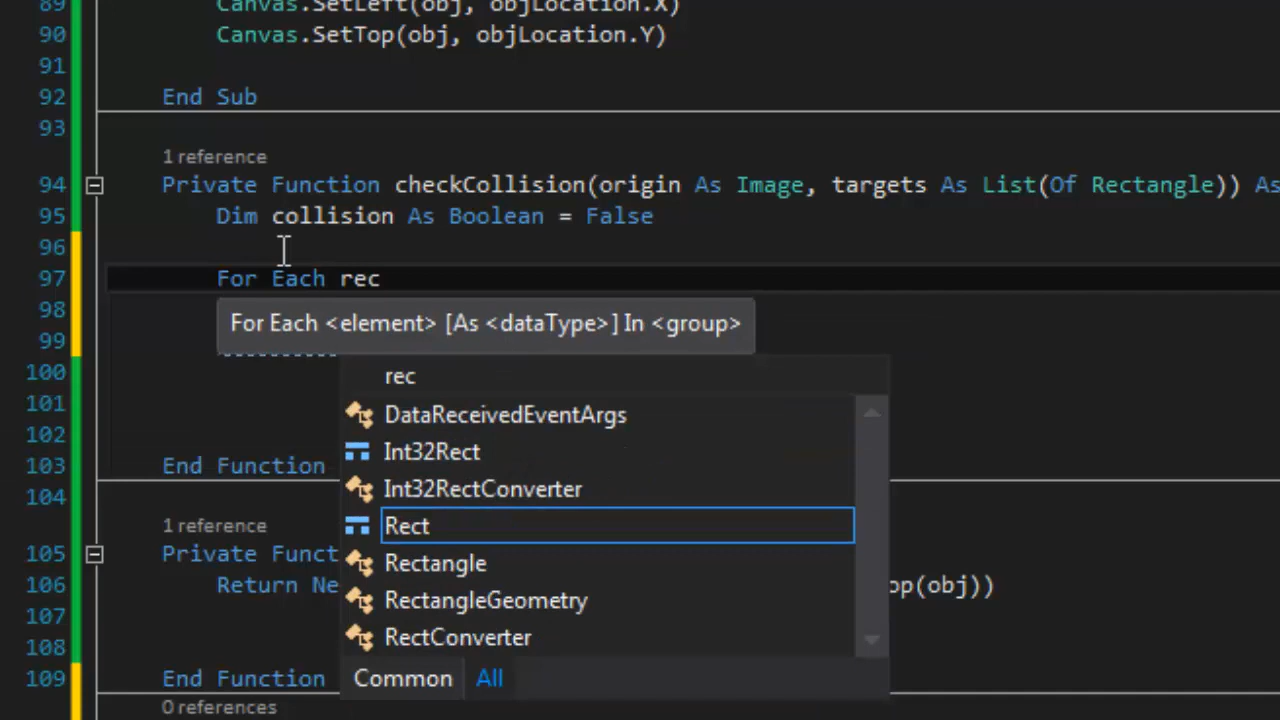 89 Canvas.SetLeft(obj, objLocation.X)
90 Canvas.SetTop(obj, objLocation.Y)
91
92 End Sub
93
1 reference
94 Private Function checkCollision(origin As Image, targets As List(Of Rectangle)) As
95 Dim collision As Boolean = False
96
97 For Each rec
98 For Each <element> [As <dataType>] In <group>
99
100 rec
101 DataReceivedEventArgs
102 Int32Rect
103 End Function Int32RectConverter
104 Rect
1 reference
105 Private Funct Rectangle
106 Return Ne op(obj))
107 RectangleGeometry
108 RectConverter
109 End Function Common All
0 references